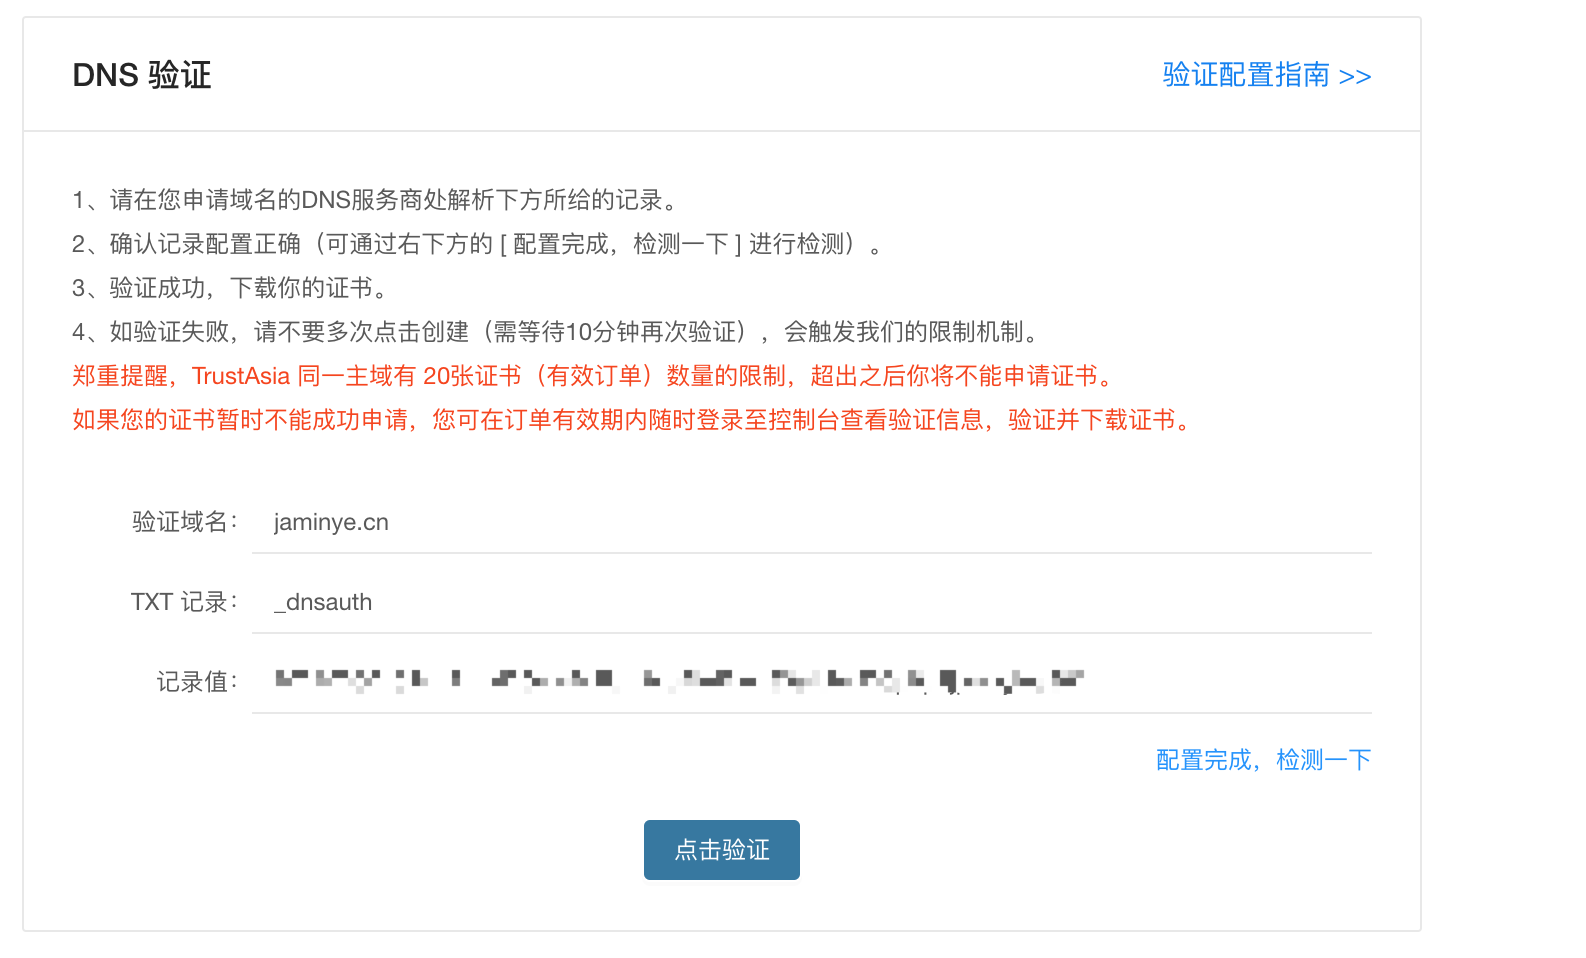 DNS 验证
验证配置指南 >>
1、请在您申请域名的DNS服务商处解析下方所给的记录。
2、确认记录配置正确（可通过右下方的 [ 配置完成，检测一下 ] 进行检测）。
3、验证成功，下载你的证书。
4、如验证失败，请不要多次点击创建（需等待10分钟再次验证），会触发我们的限制机制。
郑重提醒，TrustAsia 同一主域有 20张证书（有效订单）数量的限制，超出之后你将不能申请证书。
如果您的证书暂时不能成功申请，您可在订单有效期内随时登录至控制台查看验证信息，验证并下载证书。
验证域名： jaminye.cn
TXT 记录： _dnsauth
记录值：
配置完成，检测一下
点击验证